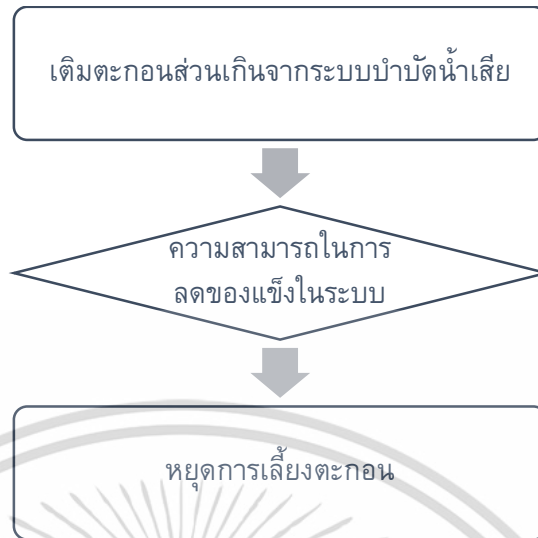 เติมตะกอนส่วนเกินจากระบบบำบัดน้ำเสีย
ความสามารถในการ
ลดของแข็งในระบบ
หยุดการเลี้ยงตะกอน